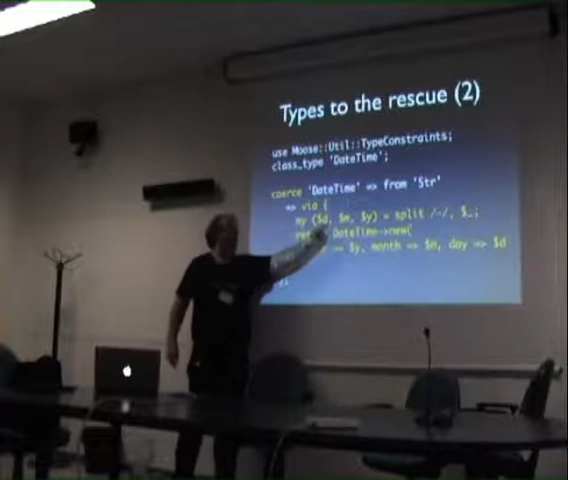 Types to the rescue (2)
use Moose::Util::TypeConstraints;
class_type 'DateTime';
coerce 'DateTime' => from 'Str'
=> via {
my ($d, $m, $y) = split /-/, $_;
DateTime->new(
=> $y, month => $m, day => $d